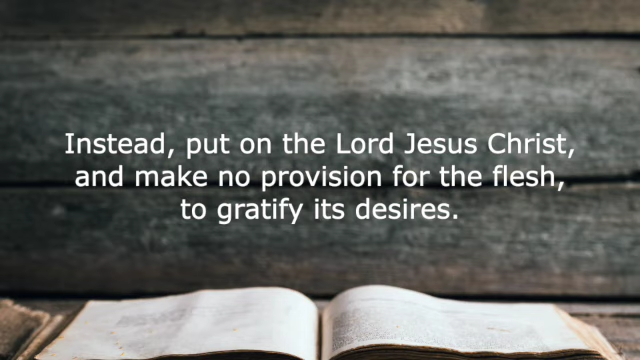 Instead, put on the Lord Jesus Christ,
and make no provision for the flesh,
to gratify its desires.